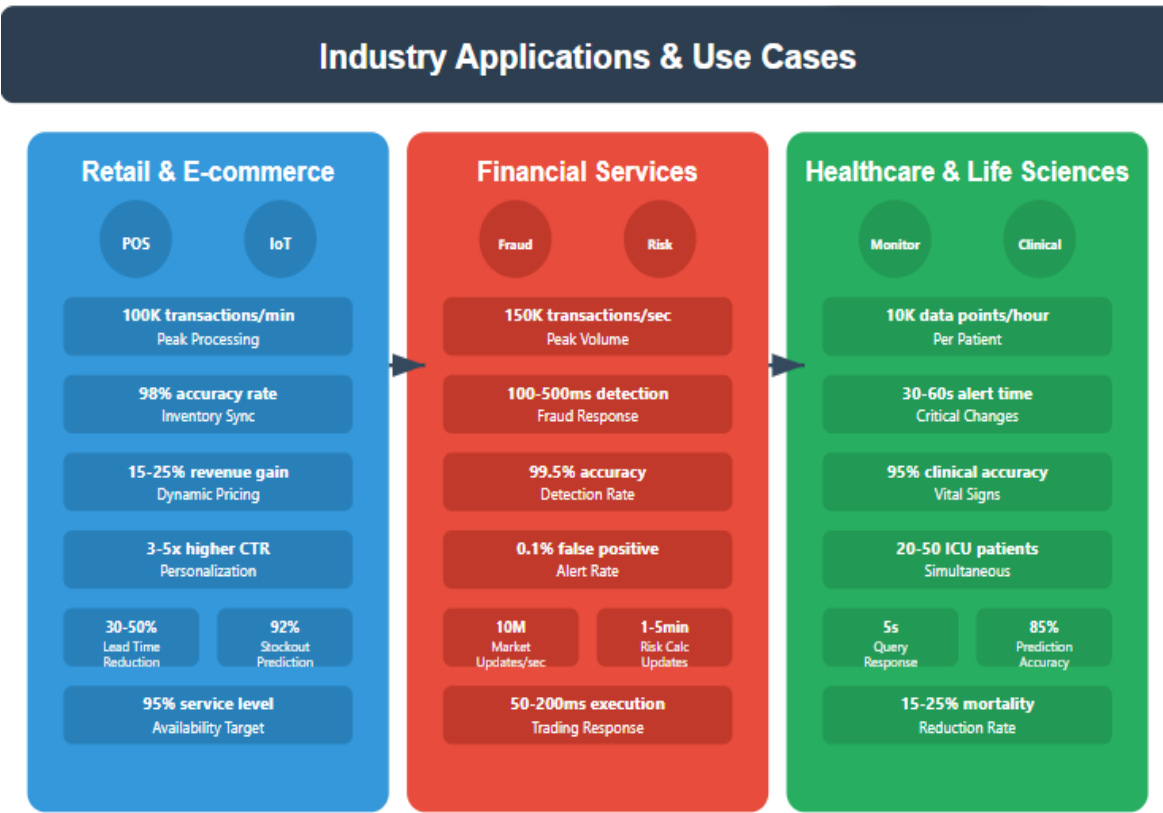 Industry Applications & Use Cases
Retail & E-commerce
POS
IoT
100K transactions/min
Peak Processing
98% accuracy rate
Inventory Sync
15-25% revenue gain
Dynamic Pricing
3-5x higher CTR
Personalization
30-50%
Lead Time
Reduction
92%
Stockout
Prediction
95% service level
Availability Target
Financial Services
Fraud
Risk
150K transactions/sec
Peak Volume
100-500ms detection
Fraud Response
99.5% accuracy
Detection Rate
0.1% false positive
Alert Rate
10M
Market
Updates/sec
1-5min
Risk Calc
Updates
50-200ms execution
Trading Response
Healthcare & Life Sciences
Monitor
Clinical
10K data points/hour
Per Patient
30-60s alert time
Critical Changes
95% clinical accuracy
Vital Signs
20-50 ICU patients
Simultaneous
5s
Query
Response
85%
Prediction
Accuracy
15-25% mortality
Reduction Rate